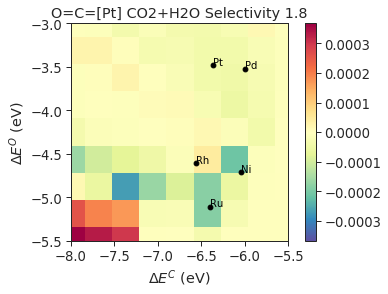 O=C=[Pt] CO2+H2O Selectivity 1.8
−3.0
−3.5
−4.0
−4.5
−5.0
−5.5
ΔE^O (eV)
Pt
Pd
Rh
Ni
Ru
−8.0 −7.5 −7.0 −6.5 −6.0 −5.5
ΔE^C (eV)
0.0003
0.0002
0.0001
0.0000
−0.0001
−0.0002
−0.0003